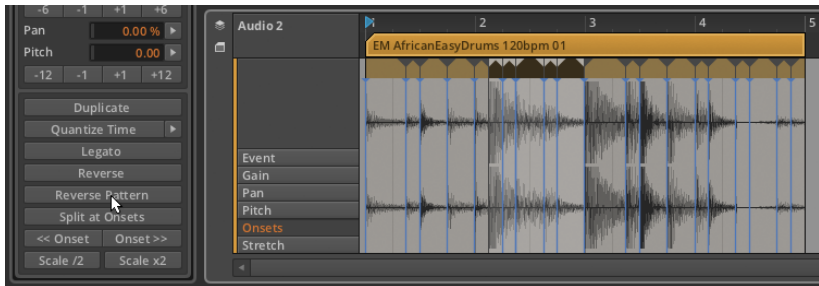 -6 -1 +1 +6
Pan 0.00 %
Pitch 0.00
-12 -1 +1 +12
Duplicate
Quantize Time
Legato
Reverse
Reverse Pattern
Split at Onsets
<< Onset Onset >>
Scale /2 Scale x2
Audio 2
Event
Gain
Pan
Pitch
Onsets
Stretch
2 3 4 5
EM AfricanEasyDrums 120bpm 01